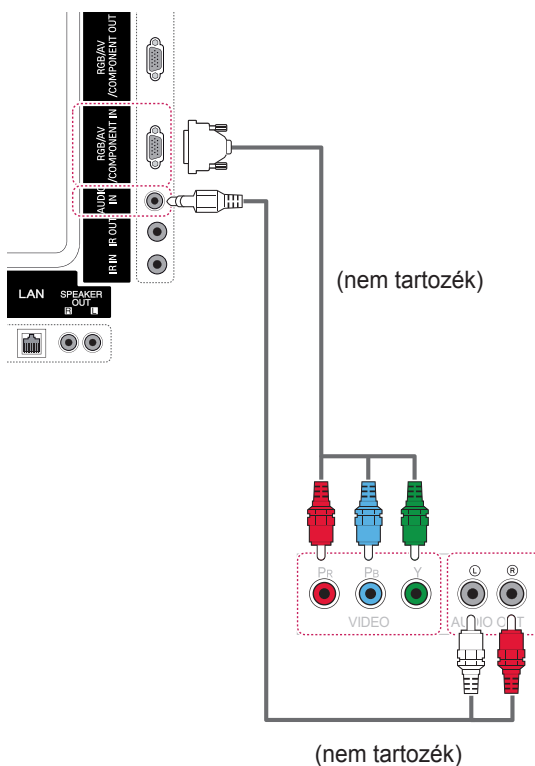 RGB/AV
/COMPONENT OUT
RGB/AV
/COMPONENT IN
AUDIO
IN
IR OUT
IR IN
LAN
SPEAKER
OUT
R L
(nem tartozék)
PR PB Y
VIDEO
L R
AUDIO OUT
(nem tartozék)